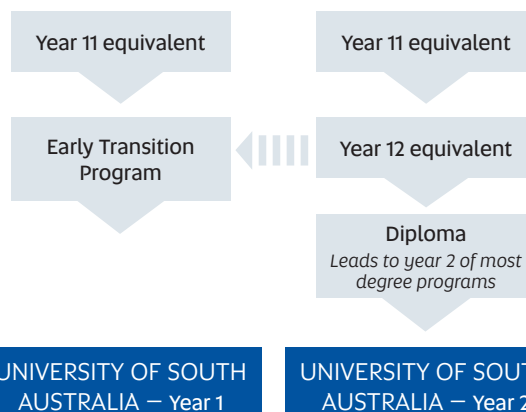 Year 11 equivalent
Early Transition
Program
UNIVERSITY OF SOUTH
AUSTRALIA – Year 1
Year 11 equivalent
Year 12 equivalent
Diploma
Leads to year 2 of most
degree programs
UNIVERSITY OF SOUT
AUSTRALIA – Year 2